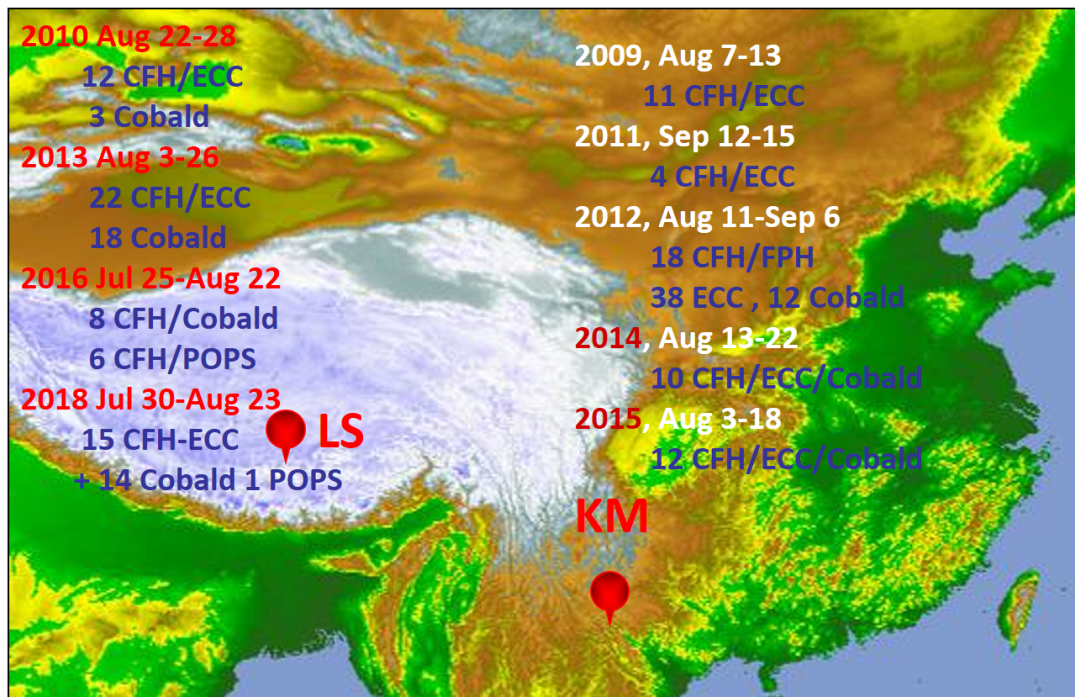 2010 Aug 22-28
12 CFH/ECC
3 Cobald
2013 Aug 3-26
22 CFH/ECC
18 Cobald
2016 Jul 25-Aug 22
8 CFH/Cobald
6 CFH/POPS
2018 Jul 30-Aug 23
15 CFH-ECC
+ 14 Cobald 1 POPS
LS
2009, Aug 7-13
11 CFH/ECC
2011, Sep 12-15
4 CFH/ECC
2012, Aug 11-Sep 6
18 CFH/FPH
38 ECC , 12 Cobald
2014, Aug 13-22
10 CFH/ECC/Cobald
2015, Aug 3-18
12 CFH/ECC/Cobald
KM